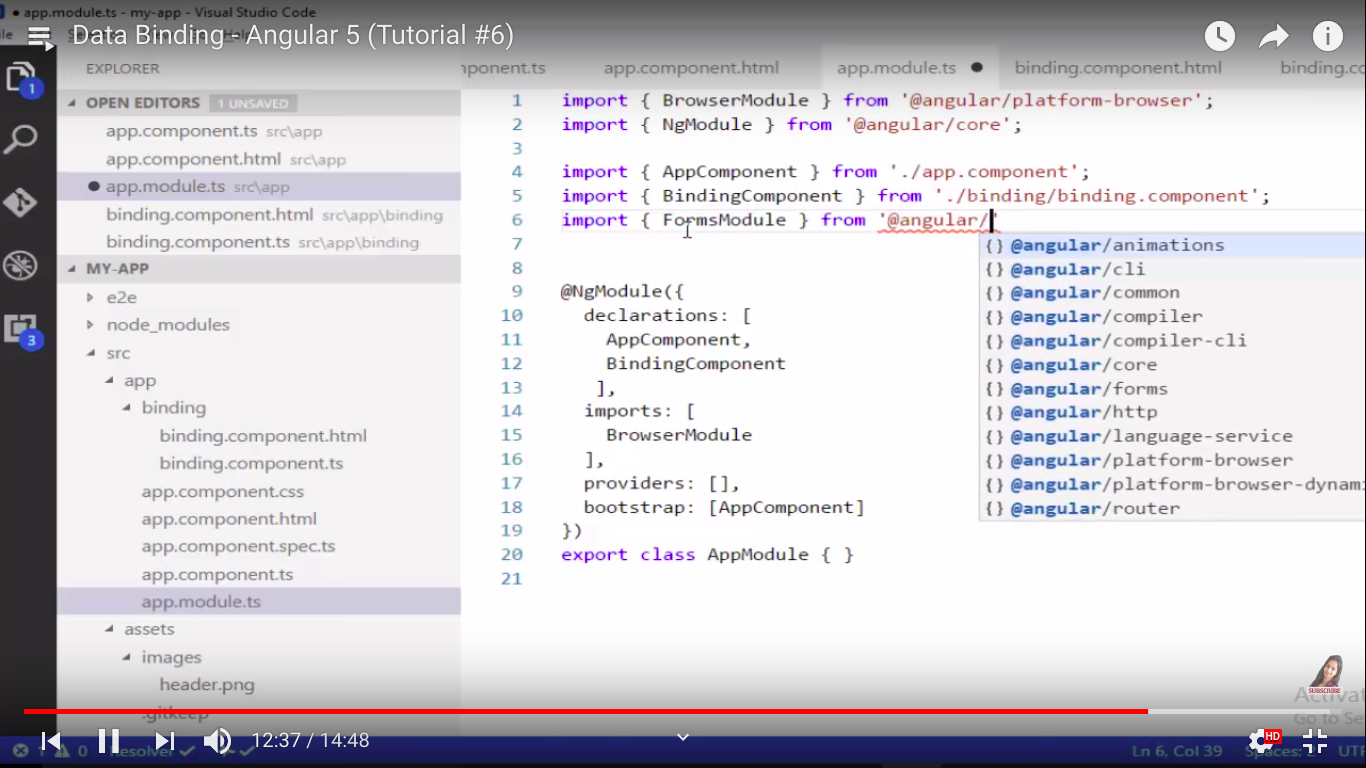 app.module.ts - my-app - Visual Studio Code
Data Binding - Angular 5 (Tutorial #6)
EXPLORER
OPEN EDITORS 1 UNSAVED
app.component.ts src\app
app.component.html src\app
app.module.ts src\app
binding.component.html src\app\binding
binding.component.ts src\app\binding
MY-APP
e2e
node_modules
src
app
binding
binding.component.html
binding.component.ts
app.component.css
app.component.html
app.component.spec.ts
app.component.ts
app.module.ts
assets
images
header.png
.gitkeep
1
3
mponent.ts app.component.html app.module.ts binding.component.html binding.co
1 import { BrowserModule } from '@angular/platform-browser';
2 import { NgModule } from '@angular/core';
3
4 import { AppComponent } from './app.component';
5 import { BindingComponent } from './binding/binding.component';
6 import { FormsModule } from '@angular/'
7
8
9 @NgModule({
10 declarations: [
11 AppComponent,
12 BindingComponent
13 ],
14 imports: [
15 BrowserModule
16 ],
17 providers: [],
18 bootstrap: [AppComponent]
19 })
20 export class AppModule { }
21
{} @angular/animations
{} @angular/cli
{} @angular/common
{} @angular/compiler
{} @angular/compiler-cli
{} @angular/core
{} @angular/forms
{} @angular/http
{} @angular/language-service
{} @angular/platform-browser
{} @angular/platform-browser-dynami
{} @angular/router
SUBSCRIBE
Activat
Go to Se
12:37 / 14:48
HD
0 Resolver
Ln 6, Col 39 Spaces: 2 UTF